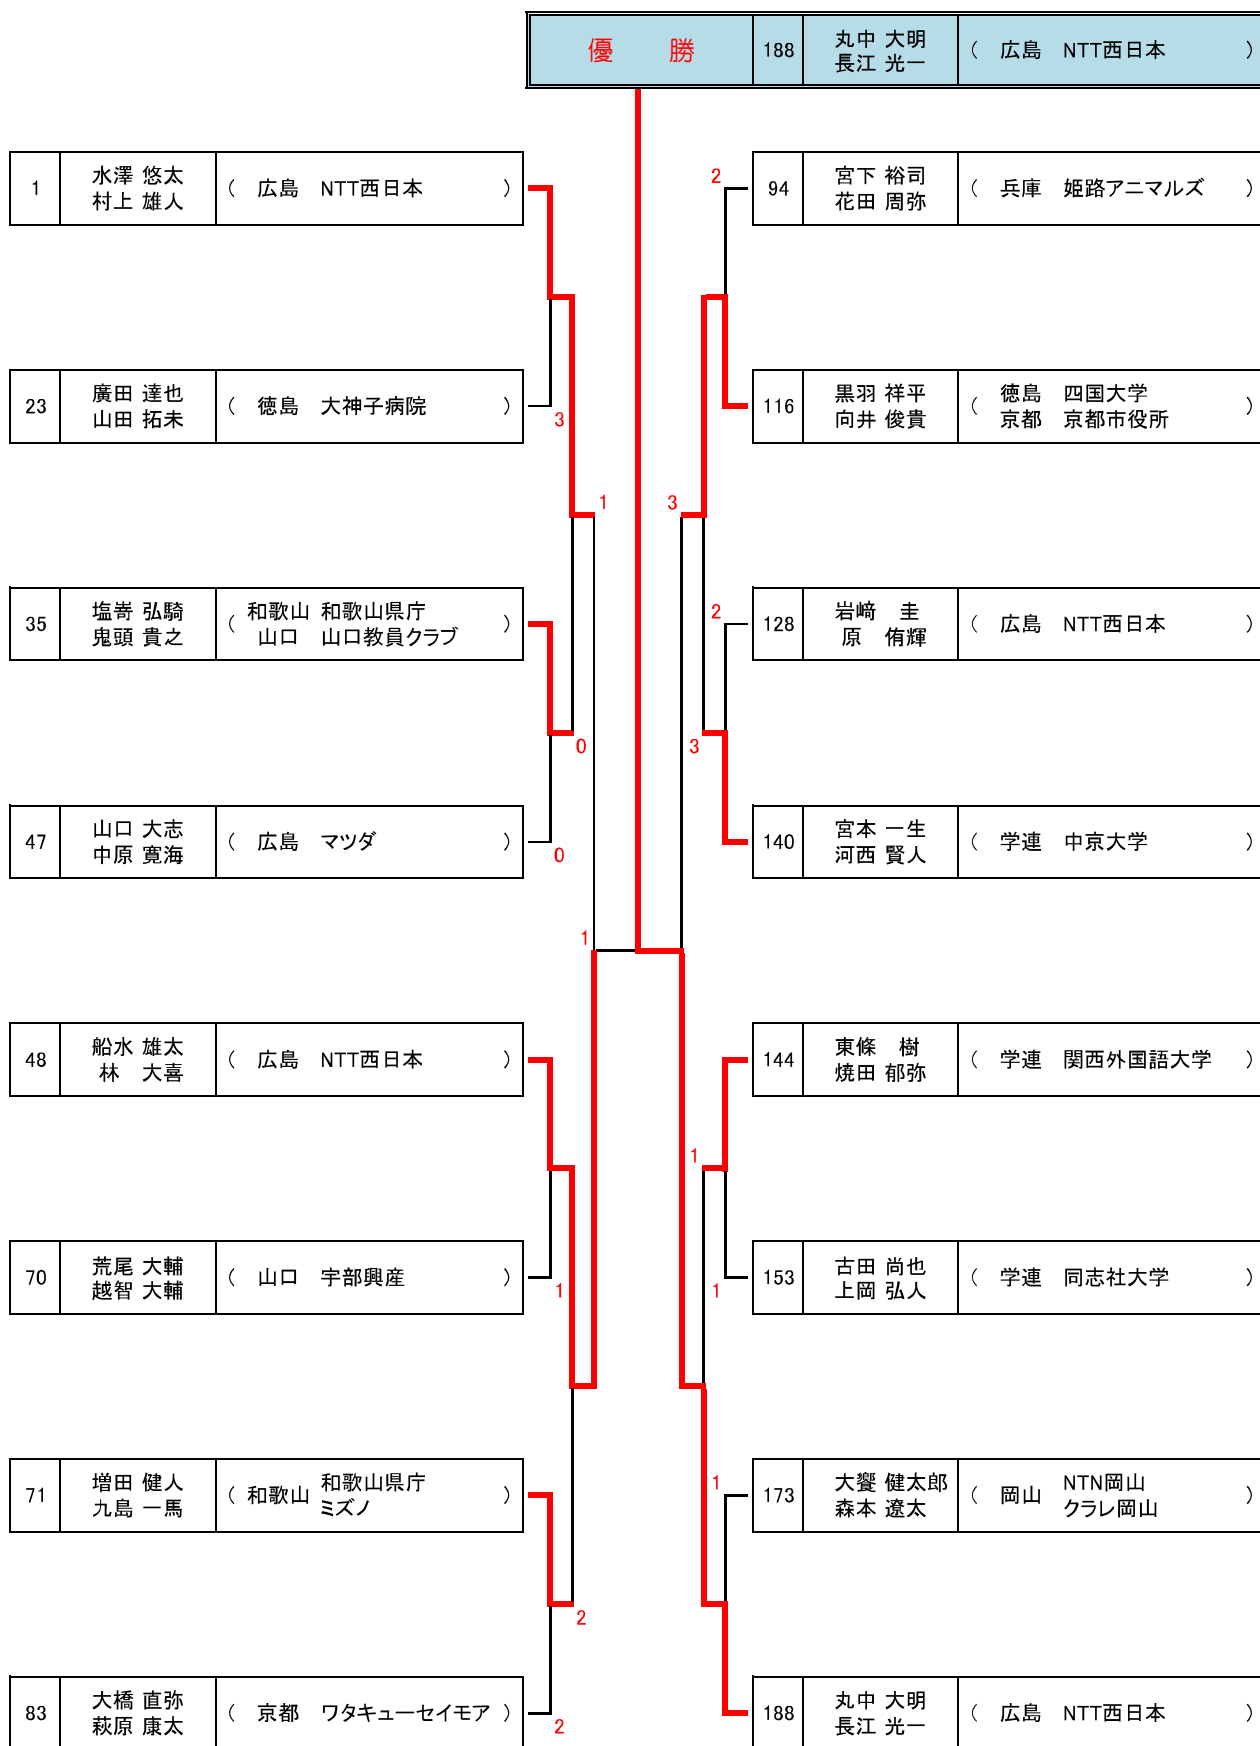 優 勝 188 丸中 大明 ( 広島 NTT西日本 )
長江 光一
1 水澤 悠太 ( 広島 NTT西日本 )
村上 雄人
23 廣田 達也 ( 徳島 大神子病院 )
山田 拓未
3
1
35 塩嵜 弘騎 ( 和歌山 和歌山県庁
鬼頭 貴之 山口 山口教員クラブ )
0
47 山口 大志 ( 広島 マツダ )
中原 寛海
0
1
48 船水 雄太 ( 広島 NTT西日本 )
林 大喜
70 荒尾 大輔 ( 山口 宇部興産 )
越智 大輔
1
71 増田 健人 ( 和歌山 和歌山県庁
九島 一馬 ミズノ )
2
83 大橋 直弥 ( 京都 ワタキューセイモア )
萩原 康太
2
2
94 宮下 裕司 ( 兵庫 姫路アニマルズ )
花田 周弥
116 黒羽 祥平 ( 徳島 四国大学
向井 俊貴 京都 京都市役所 )
3
2
128 岩﨑 圭 ( 広島 NTT西日本 )
原 侑輝
3
140 宮本 一生 ( 学連 中京大学 )
河西 賢人
144 東條 樹 ( 学連 関西外国語大学 )
焼田 郁弥
1
153 古田 尚也 ( 学連 同志社大学 )
上岡 弘人
1
1
173 大饗 健太郎 ( 岡山 NTN岡山
森本 遼太 クラレ岡山 )
188 丸中 大明 ( 広島 NTT西日本 )
長江 光一